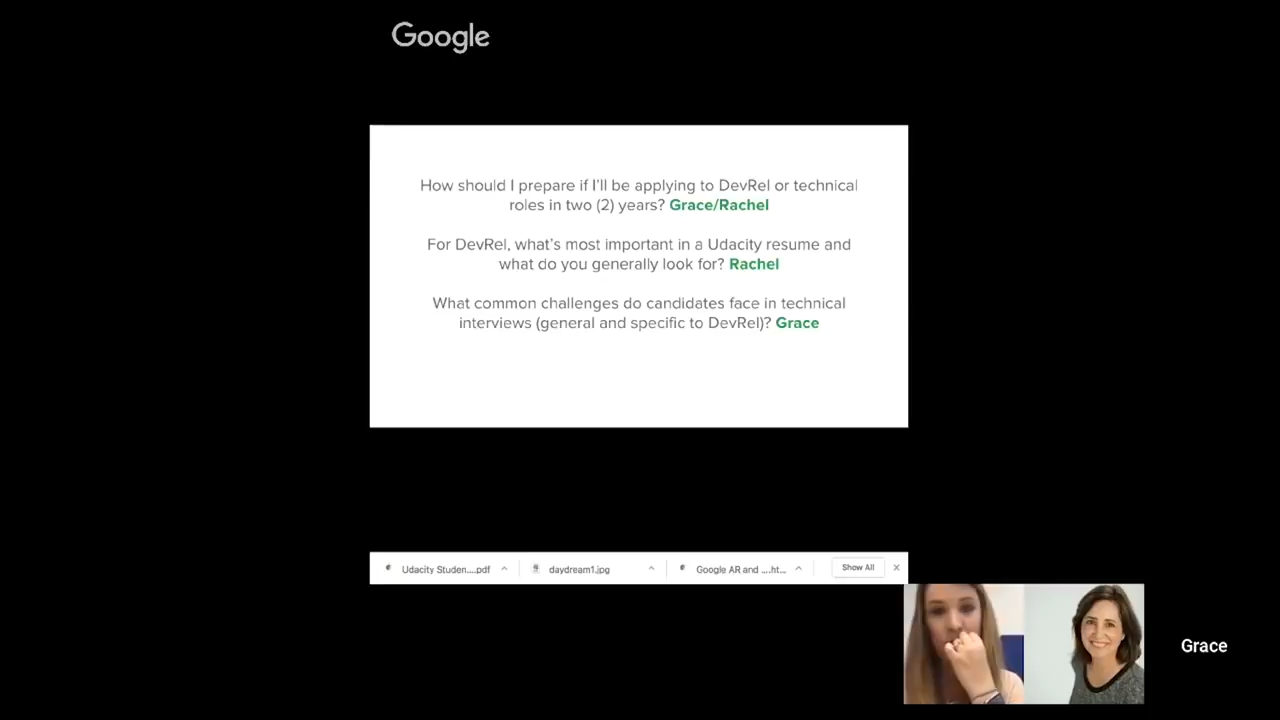 Google
How should I prepare if I'll be applying to DevRel or technical
roles in two (2) years? Grace/Rachel
For DevRel, what's most important in a Udacity resume and
what do you generally look for? Rachel
What common challenges do candidates face in technical
interviews (general and specific to DevRel)? Grace
Udacity Studen....pdf
daydream1.jpg
Google AR and ....ht...
Show All
Grace